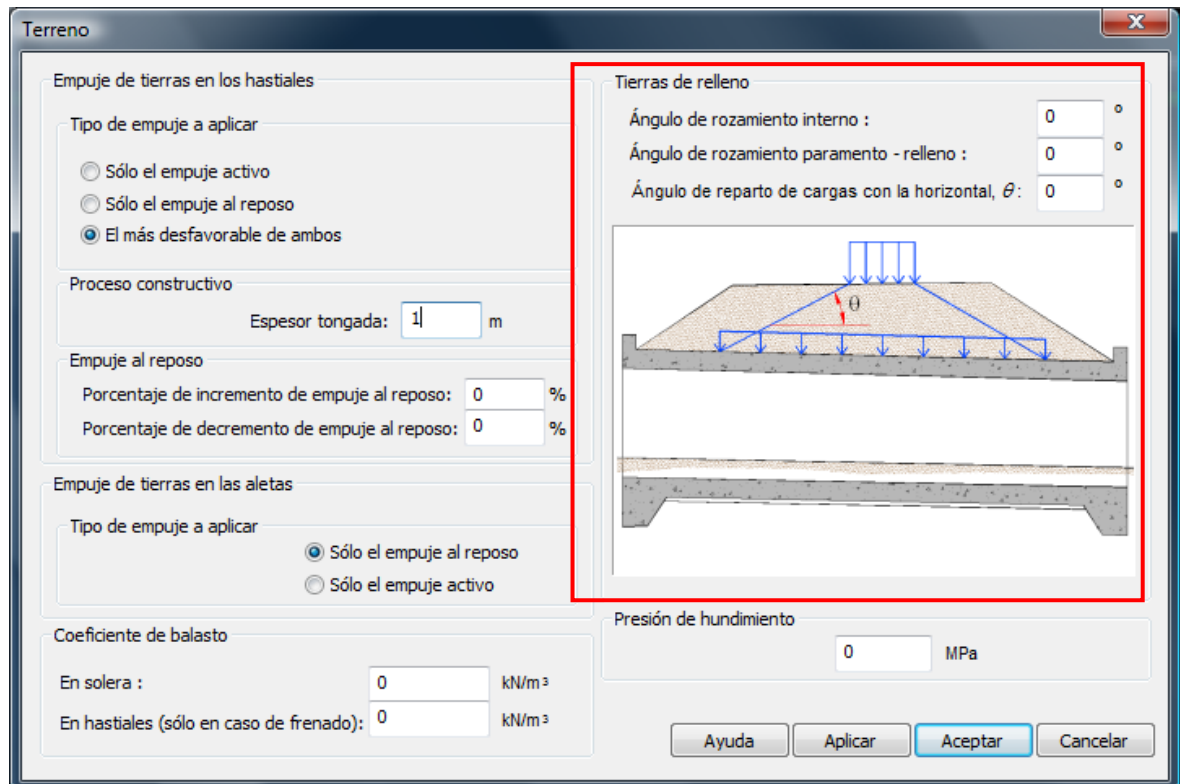 Terreno
Empuje de tierras en los hastiales
Tipo de empuje a aplicar
Sólo el empuje activo
Sólo el empuje al reposo
El más desfavorable de ambos
Proceso constructivo
Espesor tongada: 1 m
Empuje al reposo
Porcentaje de incremento de empuje al reposo: 0 %
Porcentaje de decremento de empuje al reposo: 0 %
Empuje de tierras en las aletas
Tipo de empuje a aplicar
Sólo el empuje al reposo
Sólo el empuje activo
Coeficiente de balasto
En solera : 0 kN/m³
En hastiales (sólo en caso de frenado): 0 kN/m³
Tierras de relleno
Ángulo de rozamiento interno : 0 º
Ángulo de rozamiento paramento - relleno : 0 º
Ángulo de reparto de cargas con la horizontal, θ: 0 º
θ
Presión de hundimiento
0 MPa
Ayuda Aplicar Aceptar Cancelar